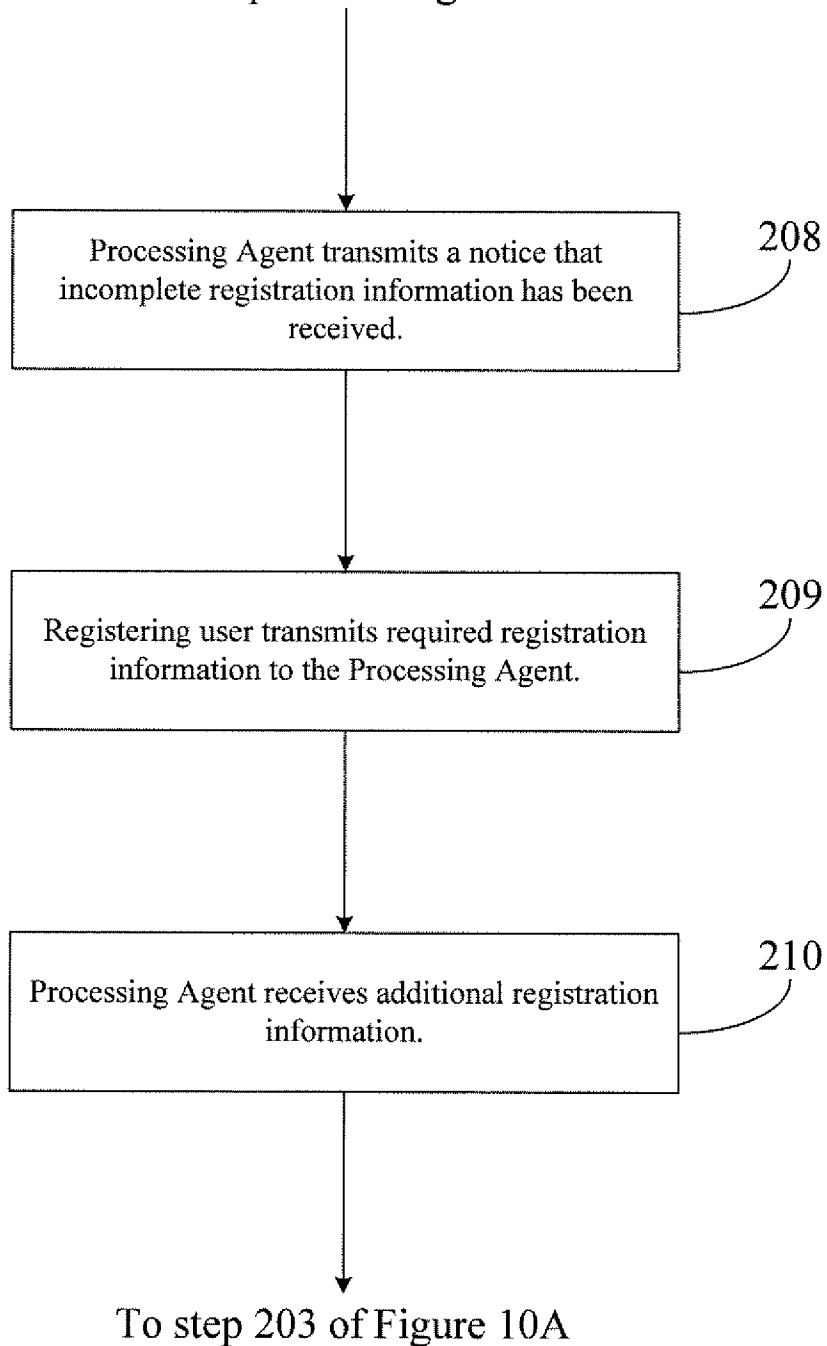 Processing Agent transmits a notice that
incomplete registration information has been
received.
208
Registering user transmits required registration
information to the Processing Agent.
209
Processing Agent receives additional registration
information.
210
To step 203 of Figure 10A